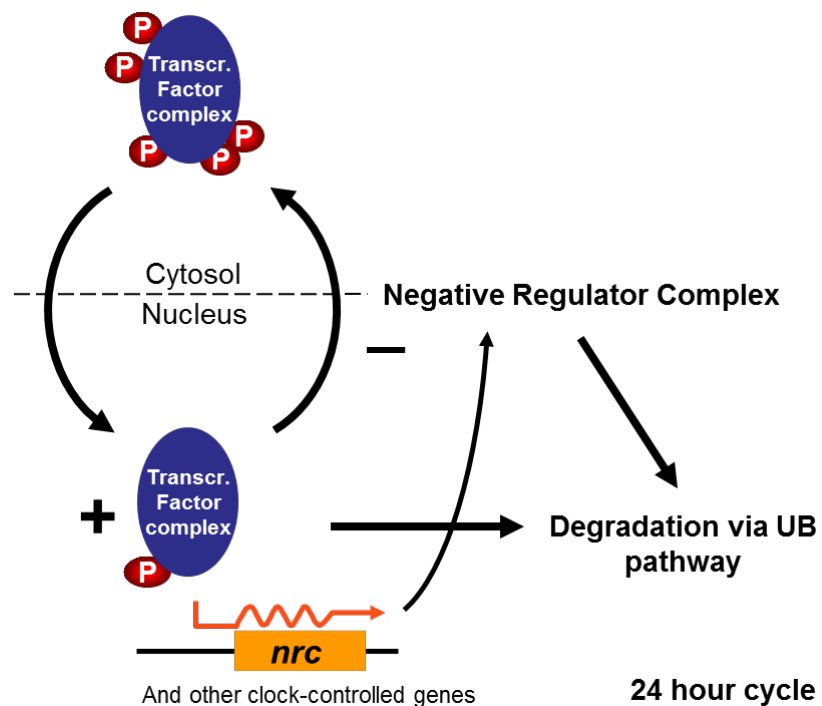 P
P
Transcr.
Factor
complex
P
P
P
Cytosol
Nucleus
Negative Regulator Complex
–
+
Transcr.
Factor
complex
P
Degradation via UB
pathway
nrc
And other clock-controlled genes
24 hour cycle